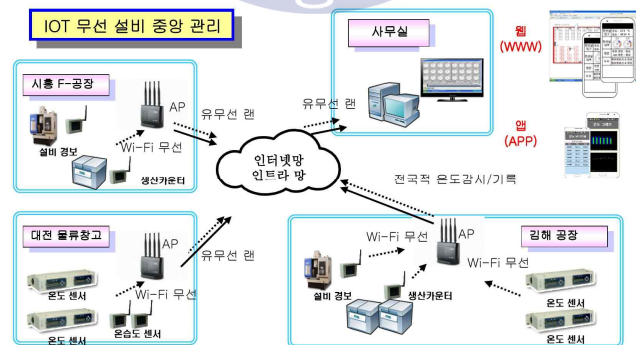 IOT 무선 설비 중앙 관리
사무실
웹
(WWW)
시흥 F-공장
AP
유무선 랜
유무선 랜
앱
(APP)
설비 경보
Wi-Fi 무선
생산카운터
인터넷망
인트라 망
전국적 온도감시/기록
대전 물류창고
AP
유무선 랜
Wi-Fi 무선
온도 센서
온도 센서
온습도 센서
김해 공장
Wi-Fi 무선
AP
Wi-Fi 무선
설비 경보
생산카운터
온도 센서
온도 센서